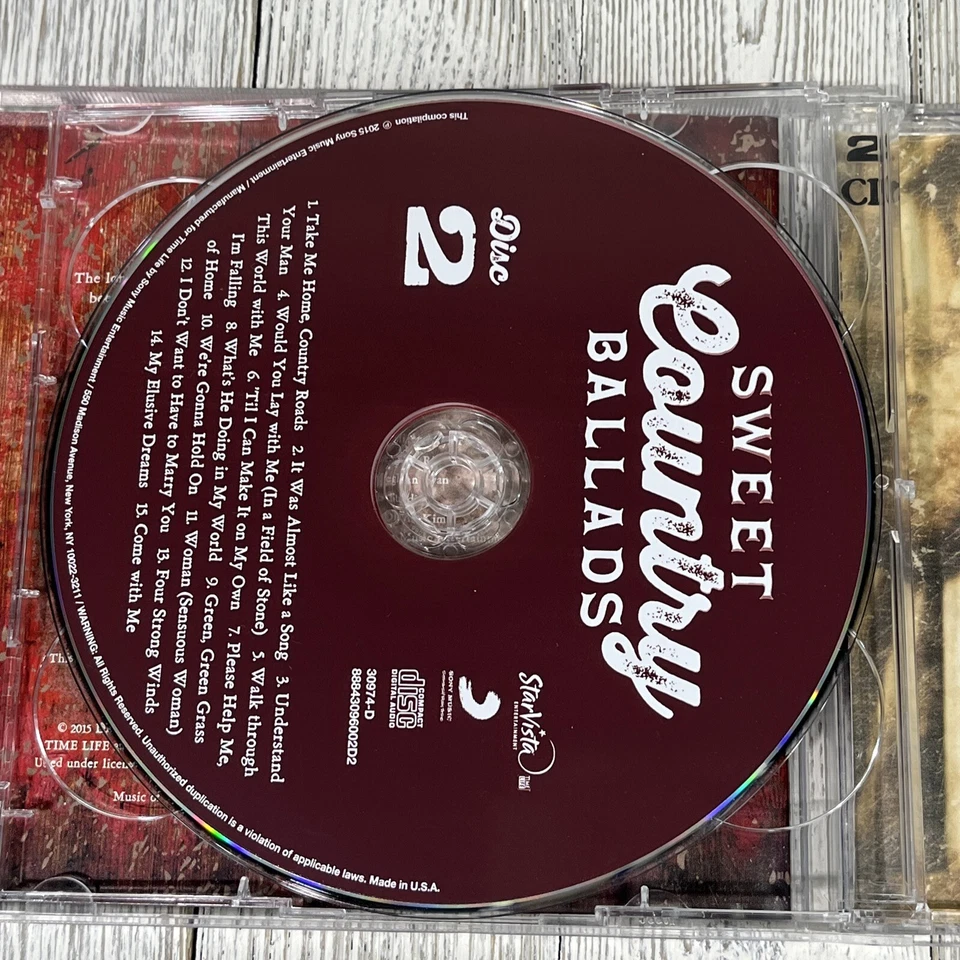 SWEET
Country
BALLADS
Disc
2
StarVista
ENTERTAINMENT
TIME
LIFE
SONY MUSIC
COMPACT
disc
DIGITAL AUDIO
30974-D
88843096002D2
1. Take Me Home, Country Roads 2. It Was Almost Like a Song 3. Understand
Your Man 4. Would You Lay with Me (In a Field of Stone) 5. Walk through
This World with Me 6. 'Til I Can Make It on My Own 7. Please Help Me,
I'm Falling 8. What's He Doing in My World 9. Green, Green Grass
of Home 10. We're Gonna Hold On 11. Woman (Sensuous Woman)
12. I Don't Want to Have to Marry You 13. Four Strong Winds
14. My Elusive Dreams 15. Come with Me
This compilation ℗ 2015 Sony Music Entertainment / Manufactured for Time Life by Sony Music Entertainment / 550 Madison Avenue, New York, NY 10022-3211 / WARNING: All Rights Reserved. Unauthorized duplication is a violation of applicable laws. Made in U.S.A.
2
The
© 2015
TIME LIFE
Used under
Music